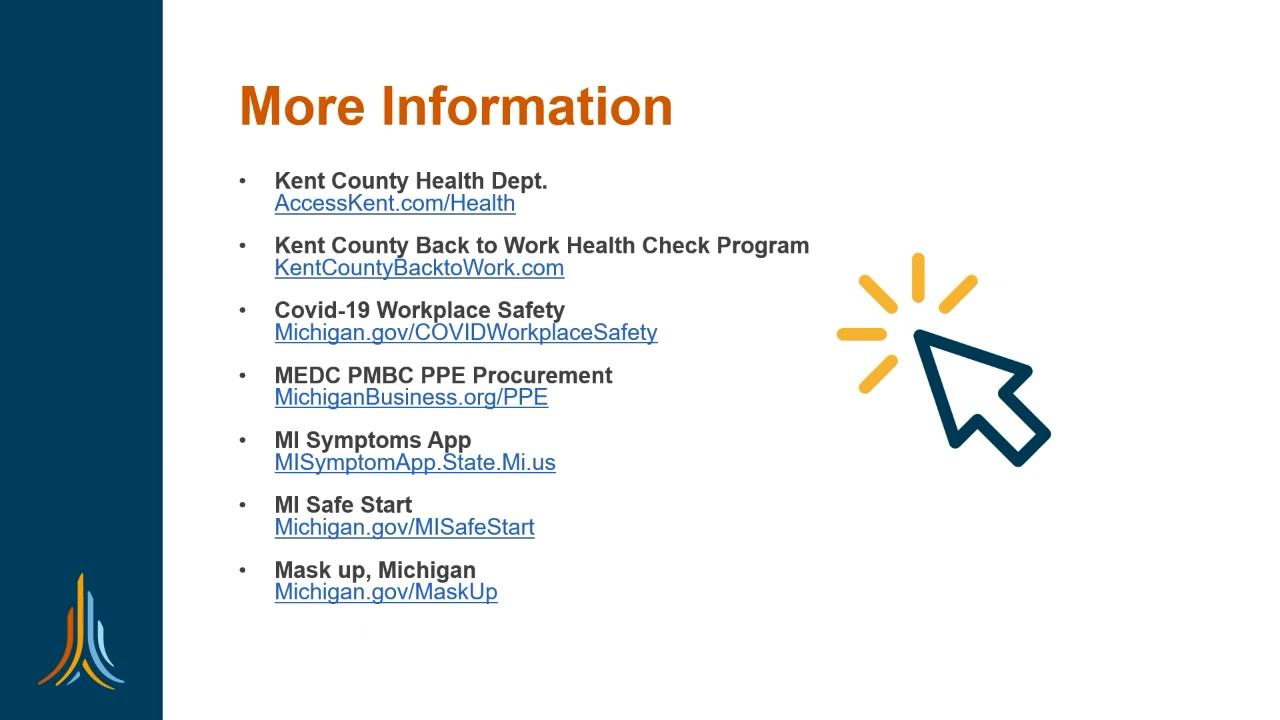 More Information
• Kent County Health Dept.
AccessKent.com/Health
• Kent County Back to Work Health Check Program
KentCountyBacktoWork.com
• Covid-19 Workplace Safety
Michigan.gov/COVIDWorkplaceSafety
• MEDC PMBC PPE Procurement
MichiganBusiness.org/PPE
• MI Symptoms App
MISymptomApp.State.Mi.us
• MI Safe Start
Michigan.gov/MISafeStart
• Mask up, Michigan
Michigan.gov/MaskUp